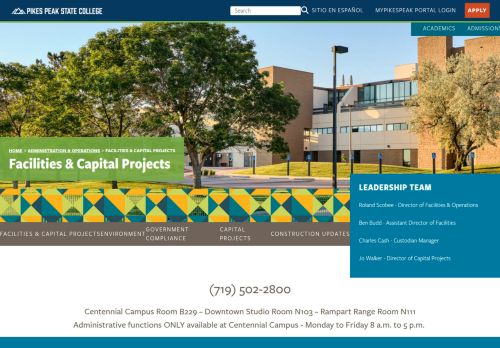 PIKES PEAK STATE COLLEGE
Search
SITIO EN ESPAÑOL
MYPIKESPEAK PORTAL LOGIN
APPLY
ACADEMICS
ADMISSIONS
HOME > ADMINISTRATION & OPERATIONS > FACILITIES & CAPITAL PROJECTS
Facilities & Capital Projects
LEADERSHIP TEAM
Roland Scobee - Director of Facilities & Operations
Ben Budd - Assistant Director of Facilities
Charles Cash - Custodian Manager
Jo Walker - Director of Capital Projects
FACILITIES & CAPITAL PROJECTS
ENVIRONMENT
GOVERNMENT
COMPLIANCE
CAPITAL
PROJECTS
CONSTRUCTION UPDATES
(719) 502-2800
Centennial Campus Room B229 – Downtown Studio Room N103 – Rampart Range Room N111
Administrative functions ONLY available at Centennial Campus - Monday to Friday 8 a.m. to 5 p.m.